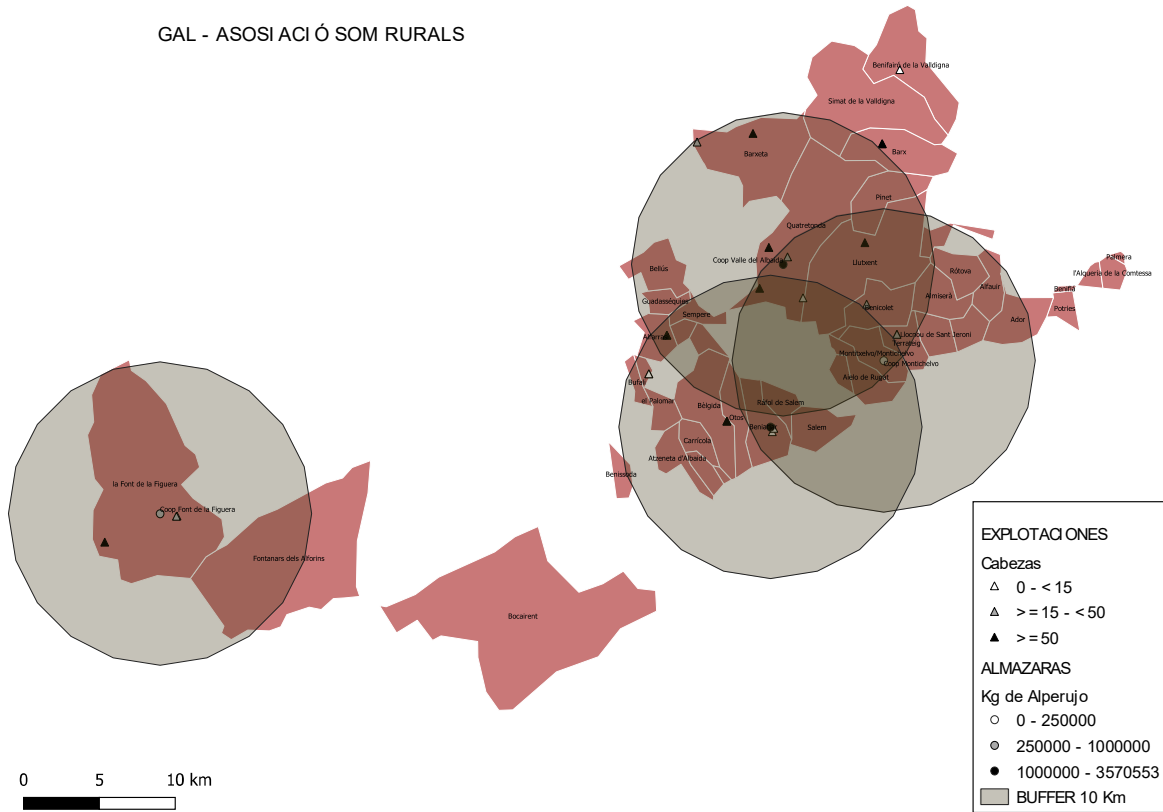 GAL - ASOSIACIÓ SOM RURALS
Benifairó de la Valldigna
Simat de la Valldigna
Barxeta
Barx
Pinet
Quatretonda
Coop Valle del Albaida
Llutxent
Palmera
l'Alqueria de la Comtessa
Bellús
Ròtova
Alfauir
Beniflá
Guadasséquies
Almiserà
Benicolet
Potries
Sempere
Ador
Alfarra
Llocnou de Sant Jeroni
Terrateig
Montitxelvo/Montichelvo
Coop Montichelvo
Bufali
Aielo de Rugat
el Palomar
Bèlgida
Ráfol de Salem
Otos
Beniatjar
Salem
Carrícola
Atzeneta d'Albaida
Benissoda
la Font de la Figuera
Coop Font de la Figuera
Fontanars dels Alforins
Bocairent
EXPLOTACIONES
Cabezas
0 - <15
>=15 - <50
>=50
ALMAZARAS
Kg de Alperujo
0 - 250000
250000 - 1000000
1000000 - 3570553
BUFFER 10 Km
0 5 10 km